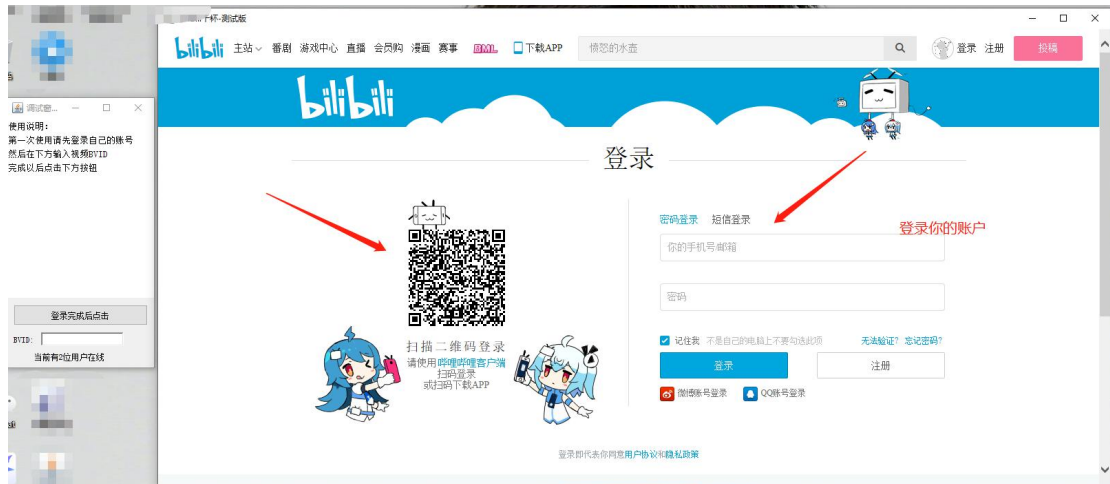 千杯-测试版
bilibili 主站 番剧 游戏中心 直播 会员购 漫画 赛事 BML 下载APP 愤怒的水壶 登录 注册 投稿
bilibili
调试窗...
使用说明:
第一次使用请先登录自己的账号
然后在下方输入视频BVID
完成以后点击下方按钮
登录完成后点击
BVID:
当前有2位用户在线
登录
扫描二维码登录
请使用哔哩哔哩客户端
扫码登录
或扫码下载APP
密码登录 短信登录
登录你的账户
你的手机号/邮箱
密码
记住我 不是自己的电脑上不要勾选此项 无法验证? 忘记密码?
登录 注册
微博账号登录 QQ账号登录
登录即代表你同意用户协议和隐私政策